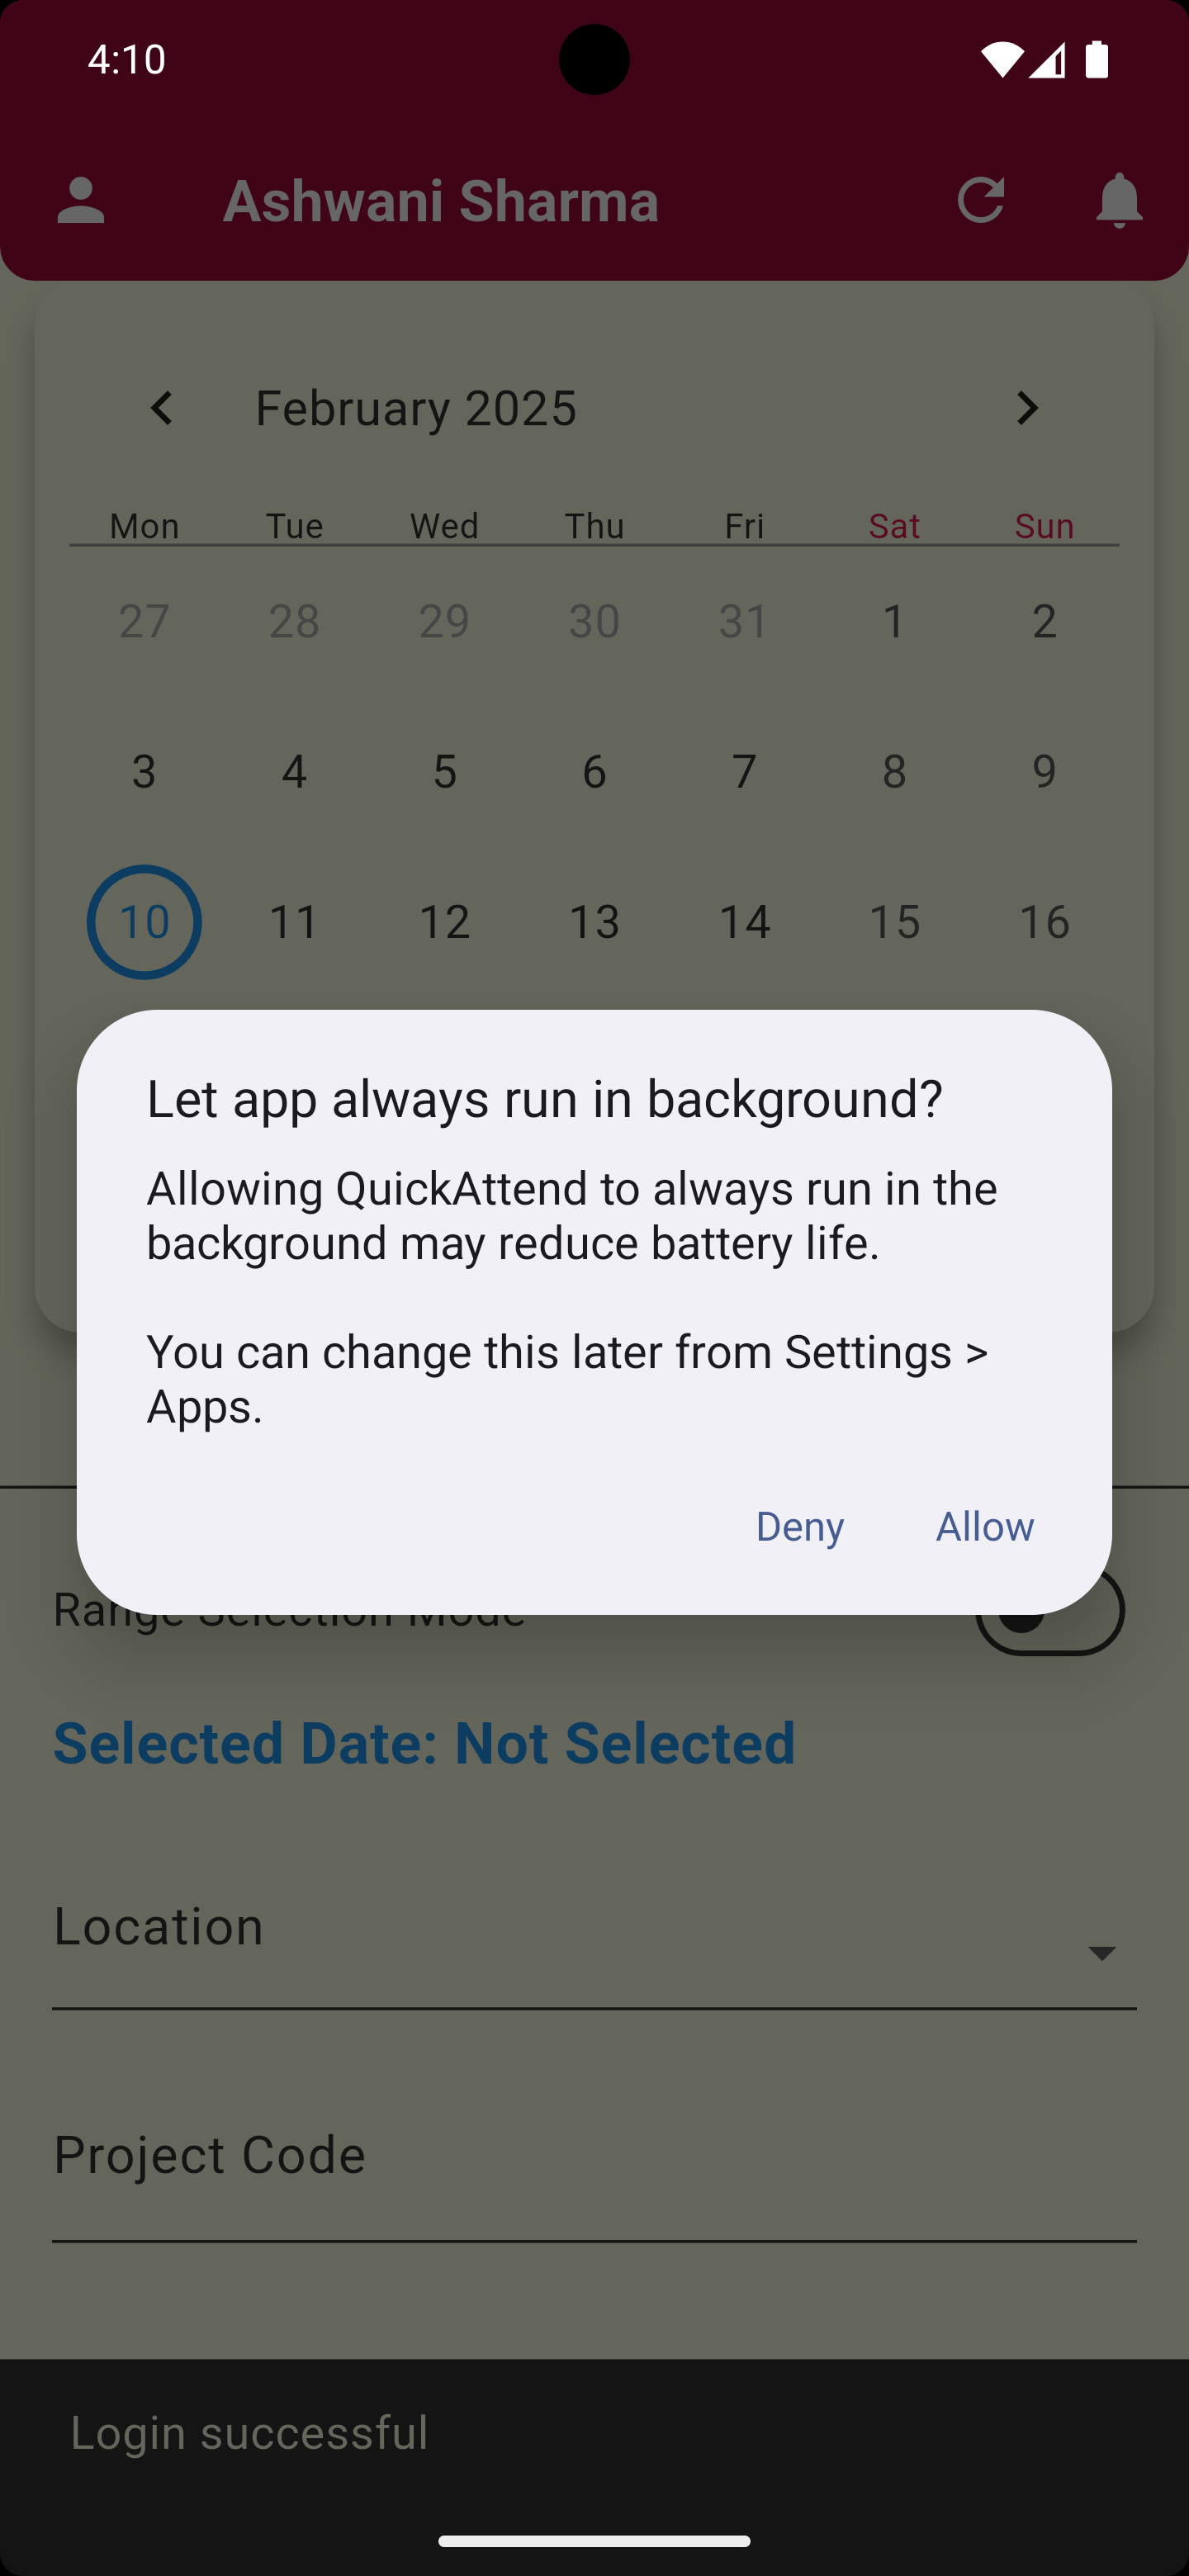 4:10
Ashwani Sharma
February 2025
Mon Tue Wed Thu Fri Sat Sun
27 28 29 30 31 1 2
3 4 5 6 7 8 9
10 11 12 13 14 15 16
Let app always run in background?
Allowing QuickAttend to always run in the
background may reduce battery life.
You can change this later from Settings >
Apps.
Deny Allow
Range Selection Mode
Selected Date: Not Selected
Location
Project Code
Login successful